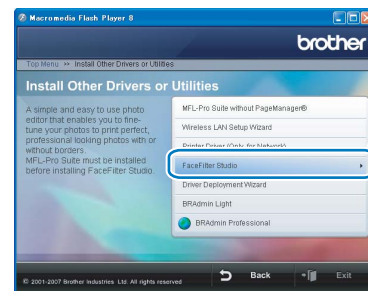 Macromedia Flash Player 8
brother
Top Menu >> Install Other Drivers or Utilities
Install Other Drivers or Utilities
A simple and easy to use photo
editor that enables you to fine-
tune your photos to print perfect,
professional looking photos with or
without borders.
MFL-Pro Suite must be installed
before installing FaceFilter Studio.
MFL-Pro Suite without PageManager®
Wireless LAN Setup Wizard
Printer Driver (Only for Network)
FaceFilter Studio
Driver Deployment Wizard
BRAdmin Light
BRAdmin Professional
© 2001-2007 Brother Industries Ltd. All rights reserved
Back
Exit